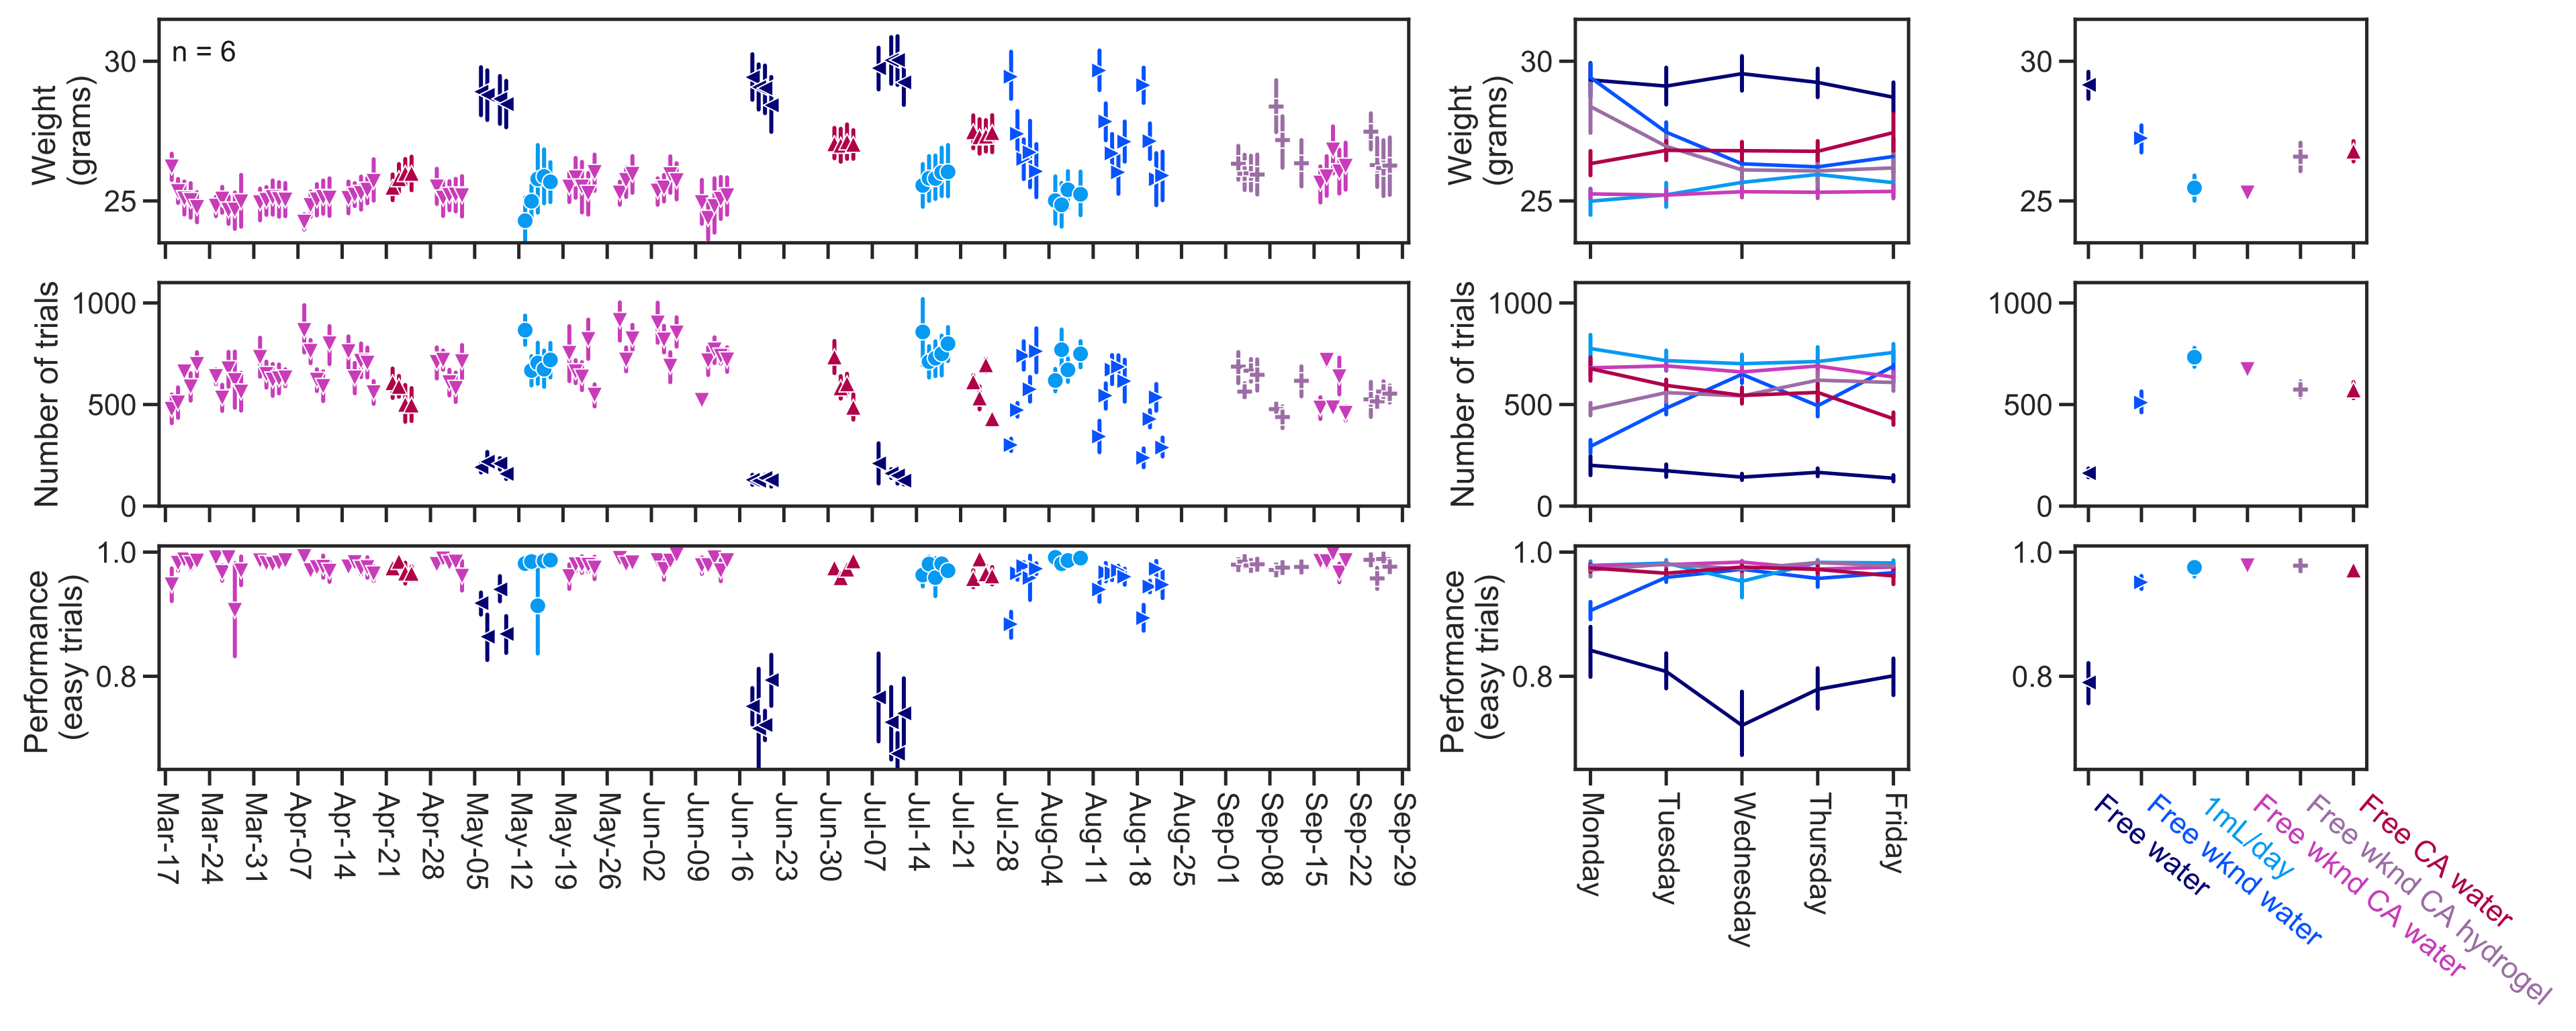 Weight
(grams)
30
25
n = 6
Weight
(grams)
30
25
30
25
Number of trials
1000
500
0
Number of trials
1000
500
0
1000
500
0
Performance
(easy trials)
1.0
0.8
Performance
(easy trials)
1.0
0.8
1.0
0.8
Mar-17
Mar-24
Mar-31
Apr-07
Apr-14
Apr-21
Apr-28
May-05
May-12
May-19
May-26
Jun-02
Jun-09
Jun-16
Jun-23
Jun-30
Jul-07
Jul-14
Jul-21
Jul-28
Aug-04
Aug-11
Aug-18
Aug-25
Sep-01
Sep-08
Sep-15
Sep-22
Sep-29
Monday
Tuesday
Wednesday
Thursday
Friday
Free water
Free wknd water
1mL/day
Free wknd CA water
Free wknd CA hydrogel
Free CA water